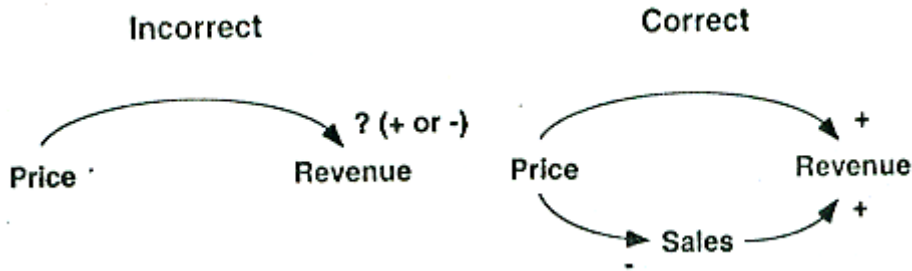 Incorrect
? (+ or -)
Price
Revenue
Correct
+
Price
Revenue
+
Sales
-